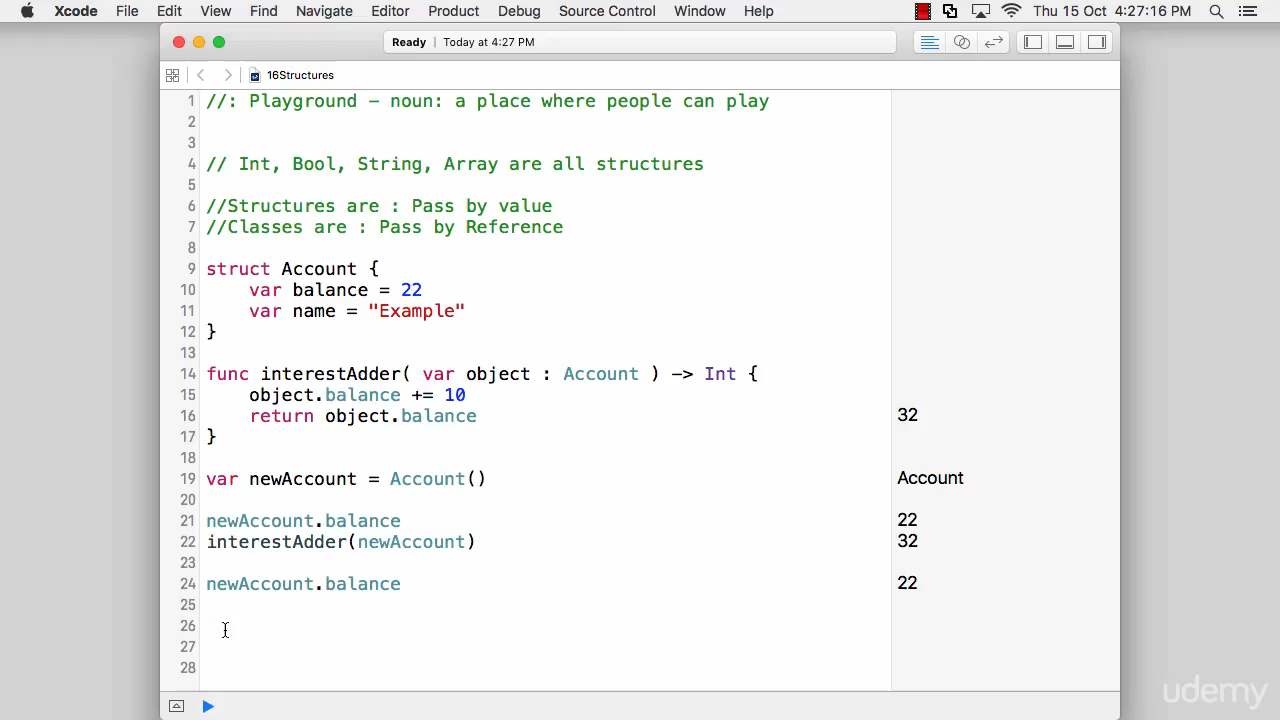 Xcode File Edit View Find Navigate Editor Product Debug Source Control Window Help Thu 15 Oct 4:27:16 PM
Ready | Today at 4:27 PM
16Structures
1 //: Playground – noun: a place where people can play
2
3
4 // Int, Bool, String, Array are all structures
5
6 //Structures are : Pass by value
7 //Classes are : Pass by Reference
8
9 struct Account {
10 var balance = 22
11 var name = "Example"
12 }
13
14 func interestAdder( var object : Account ) -> Int {
15 object.balance += 10
16 return object.balance 32
17 }
18
19 var newAccount = Account() Account
20
21 newAccount.balance 22
22 interestAdder(newAccount) 32
23
24 newAccount.balance 22
25
26
27
28
udemy